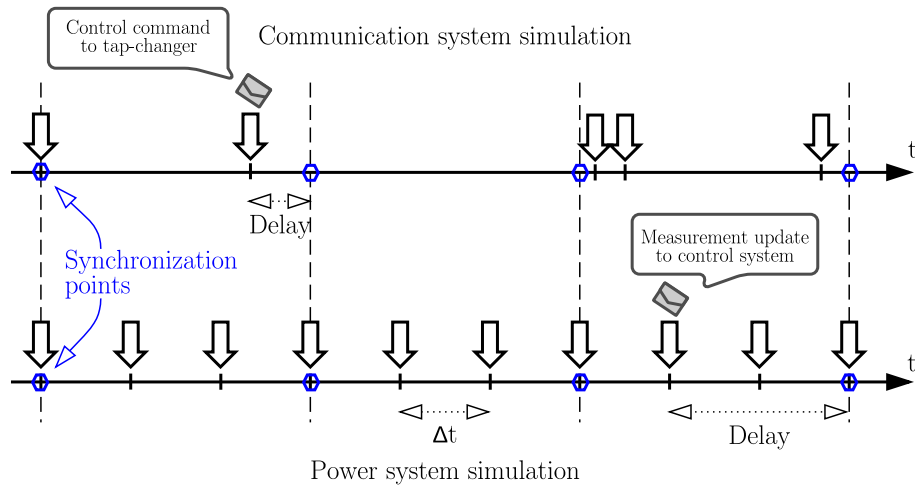 Control command
to tap-changer
Communication system simulation
t
Delay
Synchronization
points
Measurement update
to control system
t
Δt
Delay
Power system simulation